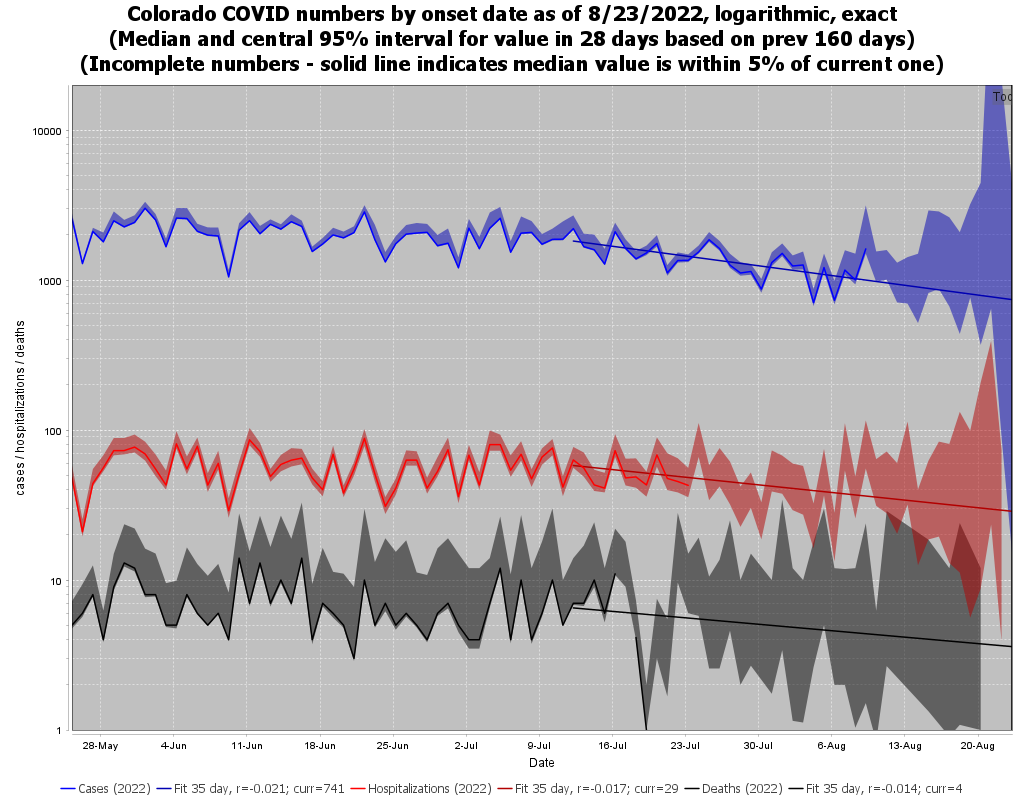 Colorado COVID numbers by onset date as of 8/23/2022, logarithmic, exact
(Median and central 95% interval for value in 28 days based on prev 160 days)
(Incomplete numbers - solid line indicates median value is within 5% of current one)
10000
1000
100
10
1
cases / hospitalizations / deaths
28-May 4-Jun 11-Jun 18-Jun 25-Jun 2-Jul 9-Jul 16-Jul 23-Jul 30-Jul 6-Aug 13-Aug 20-Aug
Date
Cases (2022) Fit 35 day, r=-0.021; curr=741 Hospitalizations (2022) Fit 35 day, r=-0.017; curr=29 Deaths (2022) Fit 35 day, r=-0.014; curr=4